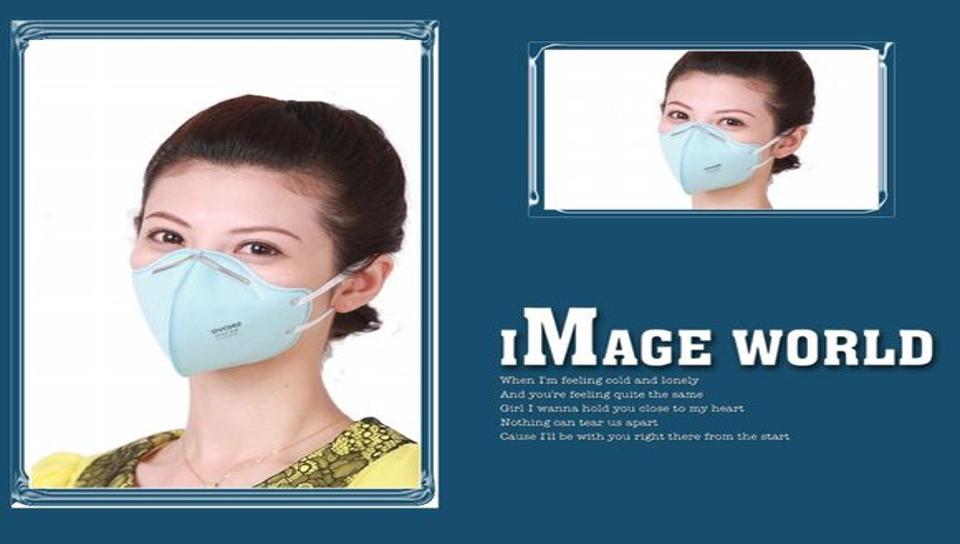 iMAGE WORLD
When I'm feeling cold and lonely
And you're feeling quite the same
Girl I wanna hold you close to my heart
Nothing can tear us apart
Cause I'll be with you right there from the start